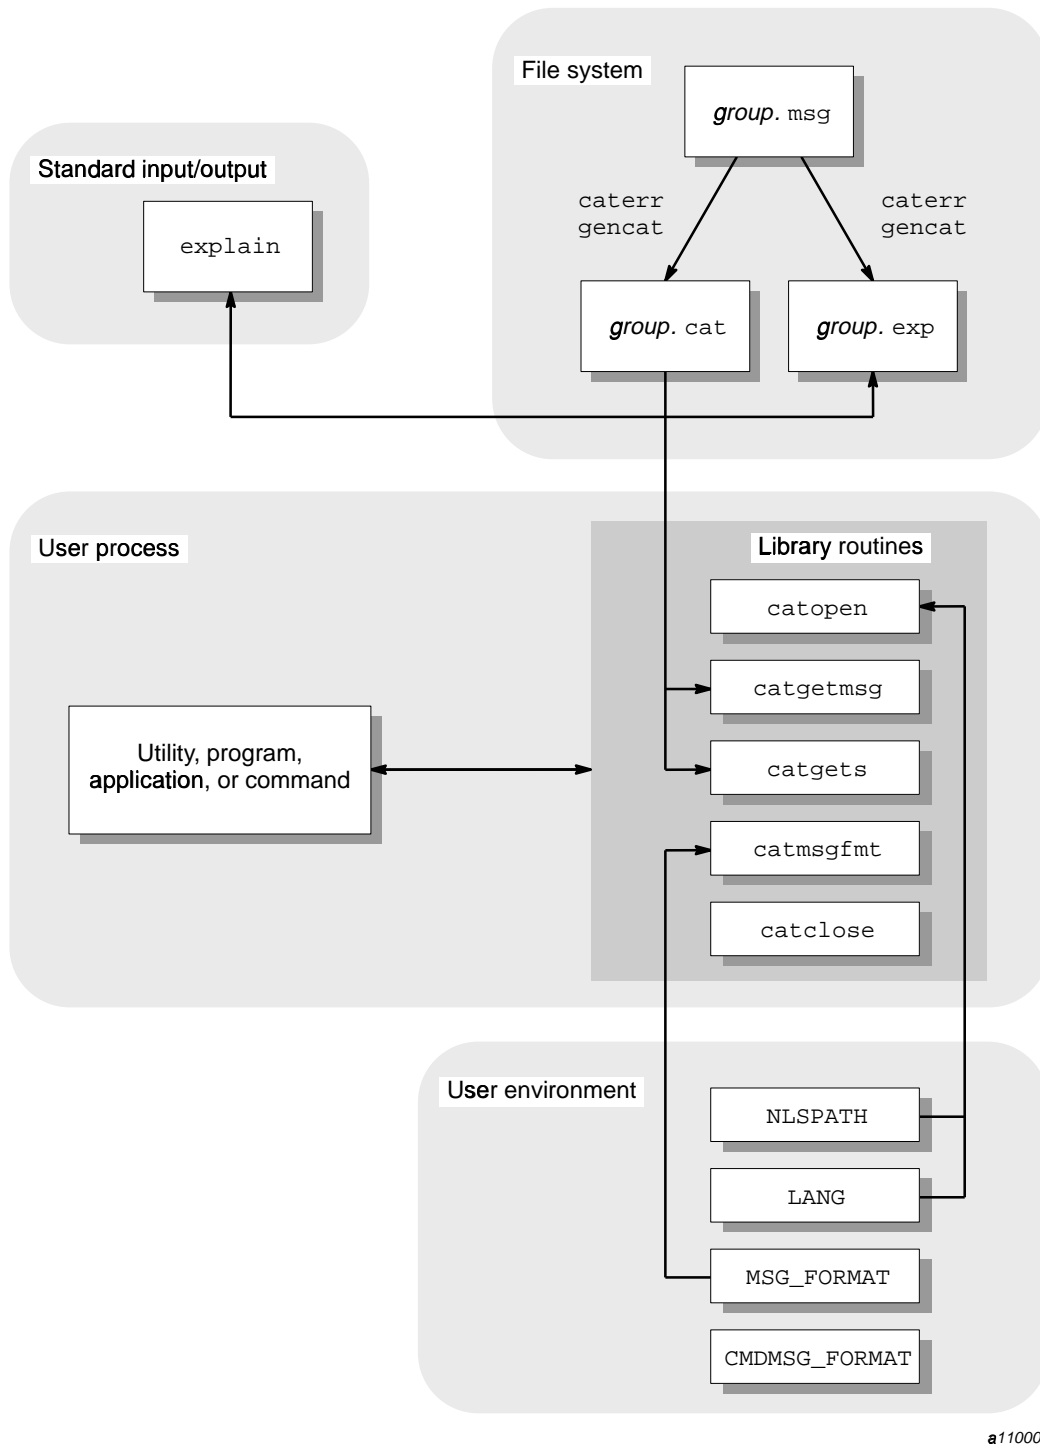 File system
group. msg
Standard input/output
caterr
gencat
caterr
gencat
explain
group. cat
group. exp
User process
Library routines
catopen
catgetmsg
Utility, program,
application, or command
catgets
catmsgfmt
catclose
User environment
NLSPATH
LANG
MSG_FORMAT
CMDMSG_FORMAT
a11000